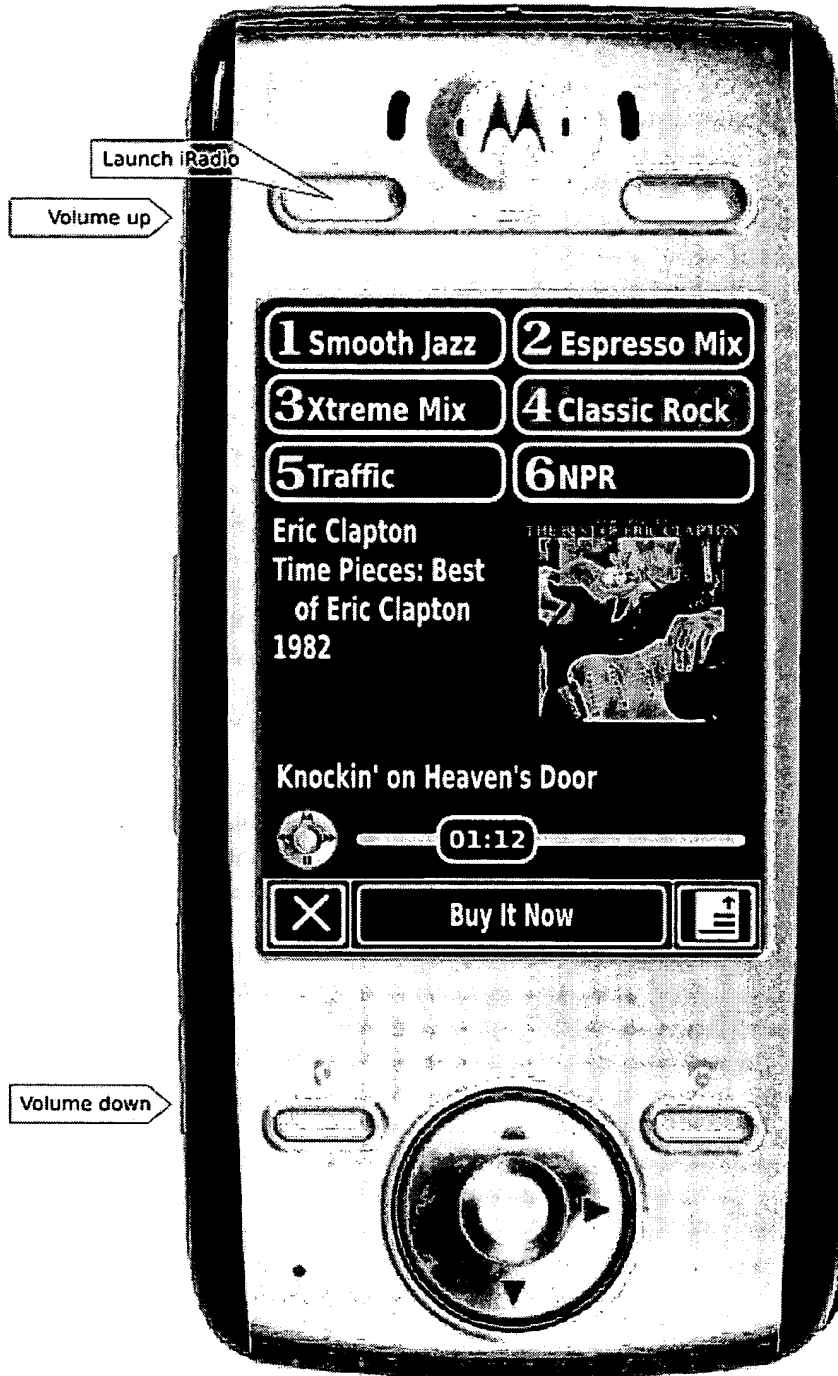 Launch iRadio
Volume up
1 Smooth Jazz
2 Espresso Mix
3 Xtreme Mix
4 Classic Rock
5 Traffic
6 NPR
Eric Clapton
Time Pieces: Best
of Eric Clapton
1982
THE BEST OF ERIC CLAPTON
Knockin' on Heaven's Door
01:12
Buy It Now
Volume down